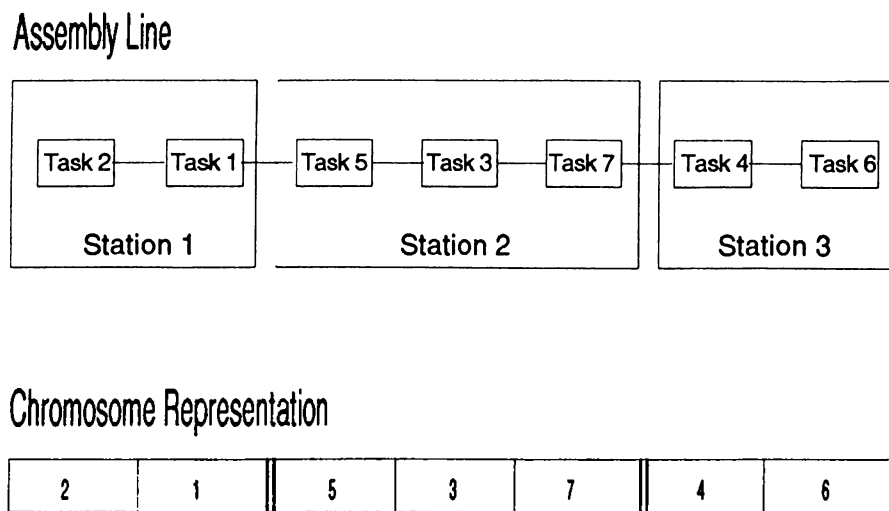 Assembly Line
Task 2 Task 1 Task 5 Task 3 Task 7 Task 4 Task 6
Station 1 Station 2 Station 3
Chromosome Representation
2 1 5 3 7 4 6